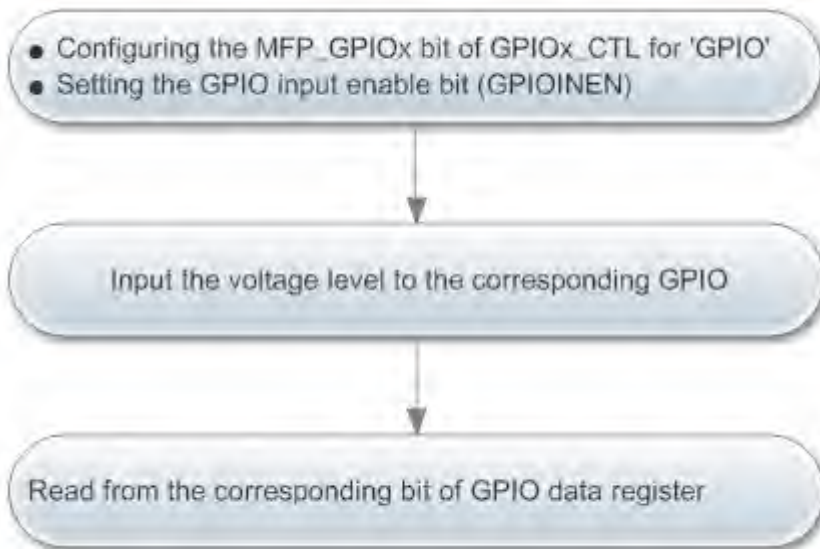 ● Configuring the MFP_GPIOx bit of GPIOx_CTL for 'GPIO'
● Setting the GPIO input enable bit (GPIOINEN)
Input the voltage level to the corresponding GPIO
Read from the corresponding bit of GPIO data register